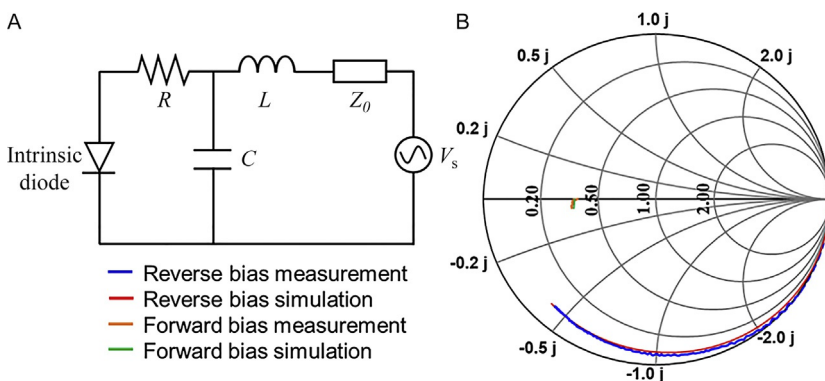 A
R
L
Z0
Intrinsic
diode
C
Vs
Reverse bias measurement
Reverse bias simulation
Forward bias measurement
Forward bias simulation
B
1.0 j
0.5 j
2.0 j
0.2 j
0.20
0.50
1.00
2.00
-0.2 j
-0.5 j
-2.0 j
-1.0 j